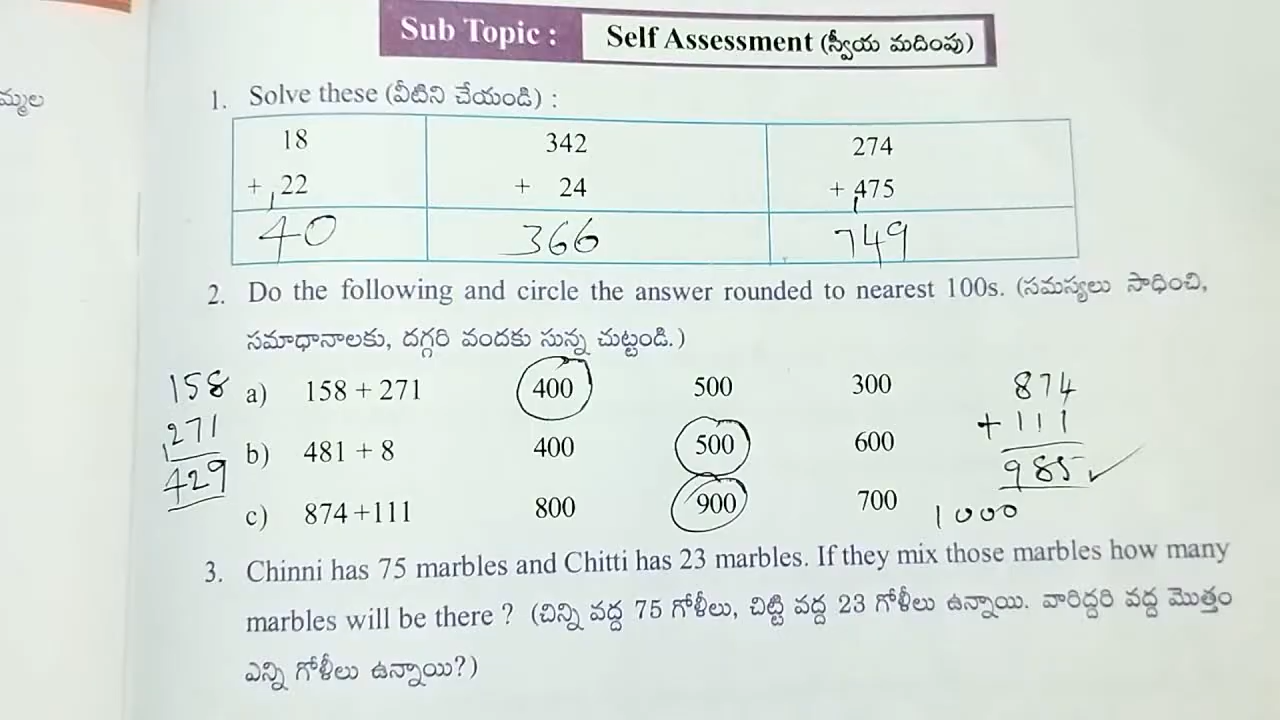 మ్మల
Sub Topic : Self Assessment (స్వీయ మదింపు)
1. Solve these (వీటిని చేయండి) :
18 342 274
+ 22 + 24 + 475
1 1
40 366 749
2. Do the following and circle the answer rounded to nearest 100s. (సమస్యలు సాధించి,
సమాధానాలకు, దగ్గరి వందకు సున్న చుట్టండి.)
158 a) 158 + 271 400 500 300 874
271 b) 481 + 8 400 500 600 +111
429 c) 874+111 800 900 700 985
1000
3. Chinni has 75 marbles and Chitti has 23 marbles. If they mix those marbles how many
marbles will be there ? (చిన్ని వద్ద 75 గోళీలు, చిట్టి వద్ద 23 గోళీలు ఉన్నాయి. వారిద్దరి వద్ద మొత్తం
ఎన్ని గోళీలు ఉన్నాయి?)